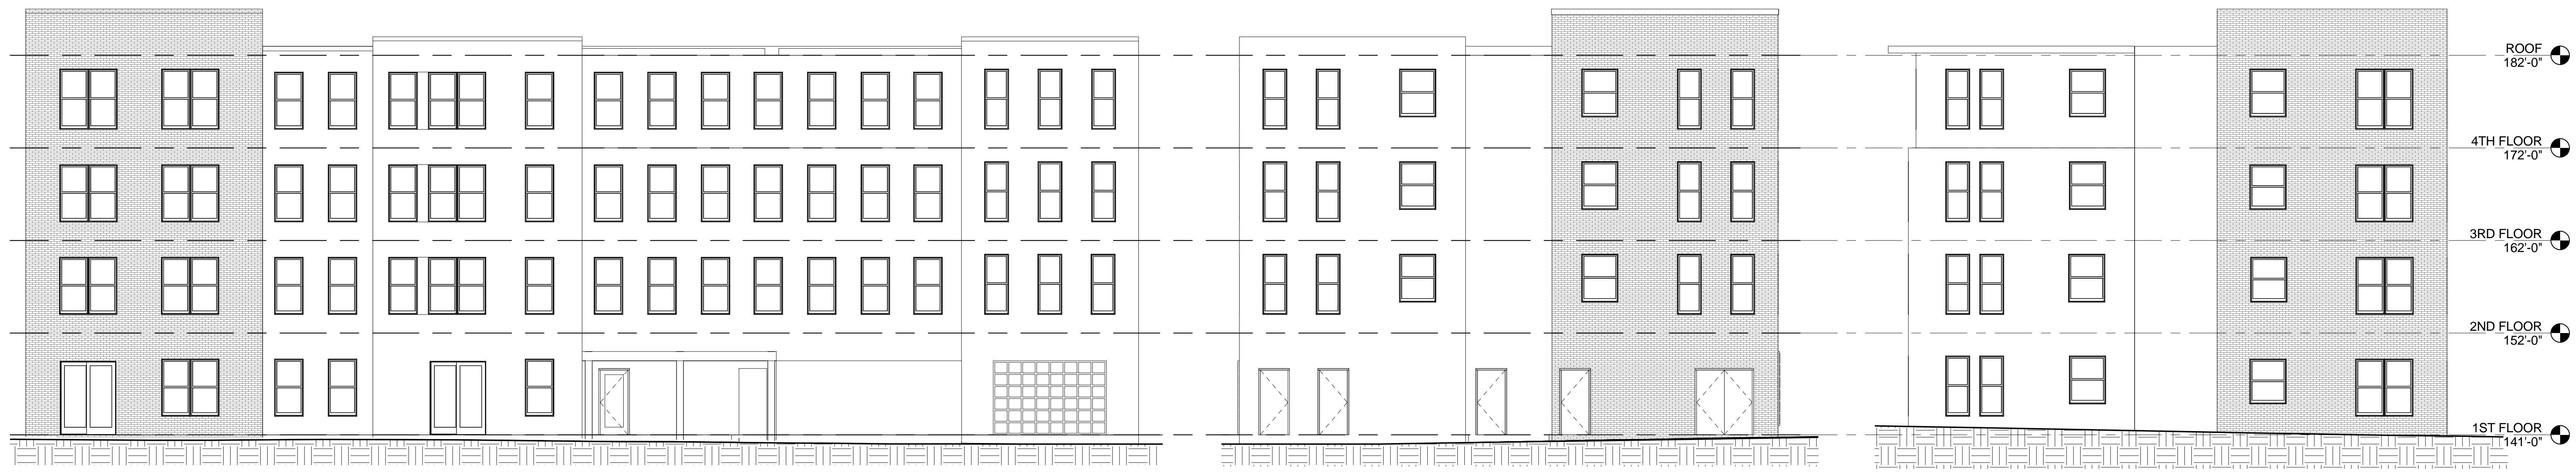 ROOF
182'-0"
4TH FLOOR
172'-0"
3RD FLOOR
162'-0"
2ND FLOOR
152'-0"
1ST FLOOR
141'-0"